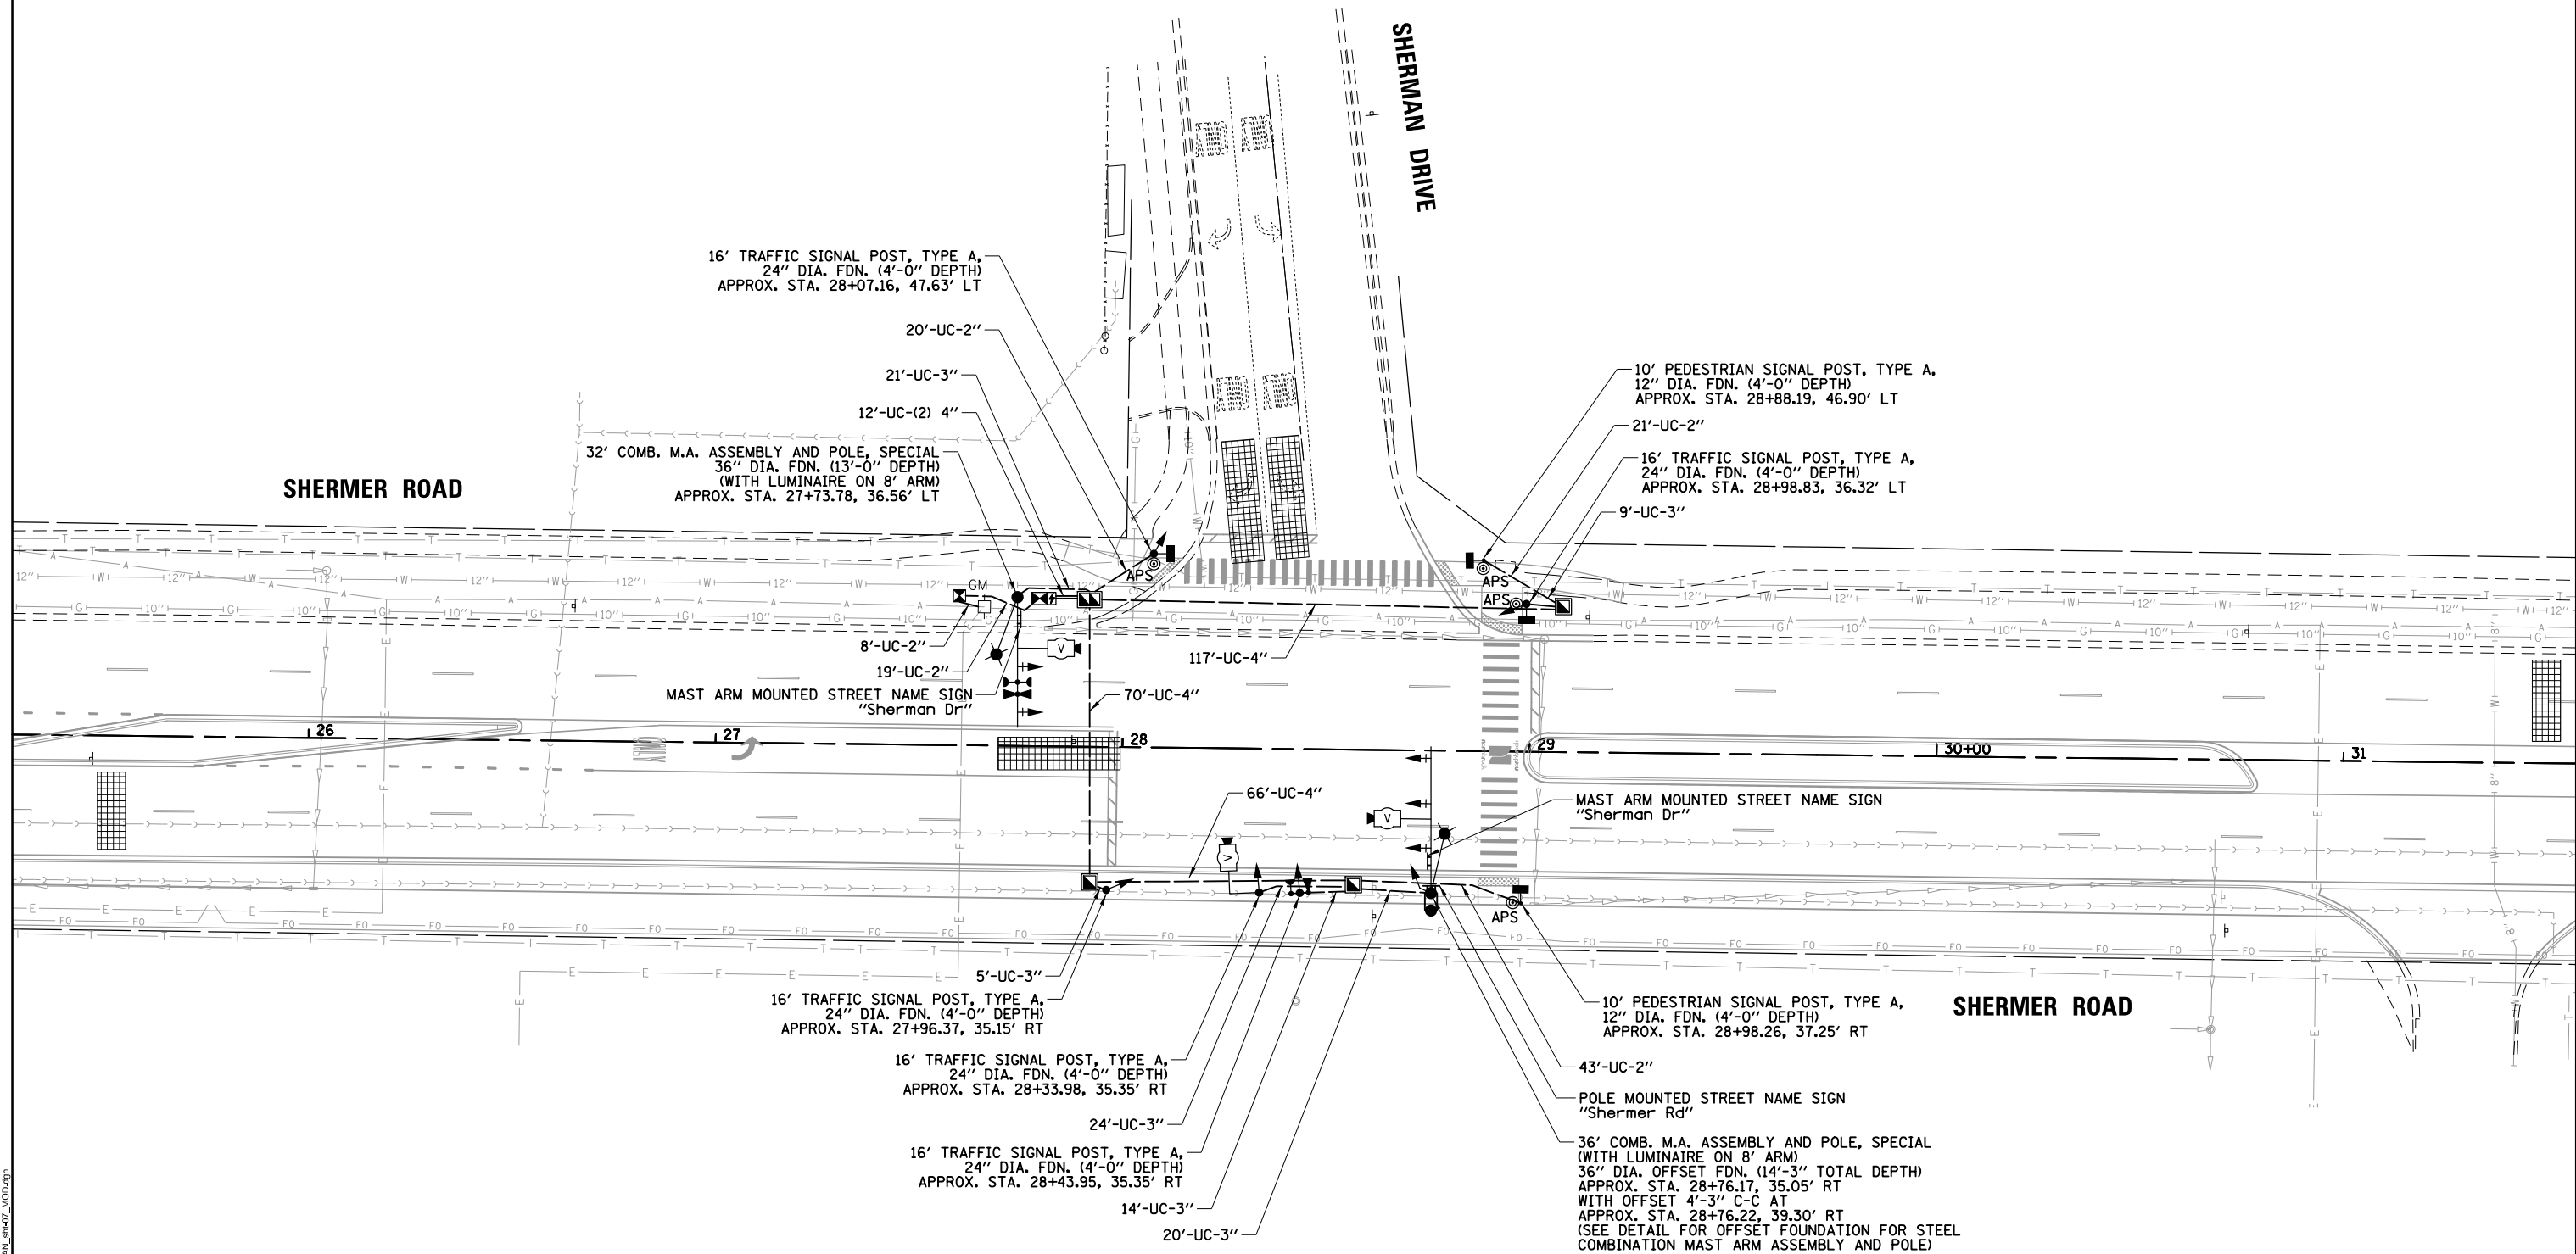 SHERMAN DRIVE
16' TRAFFIC SIGNAL POST, TYPE A,
24" DIA. FDN. (4'-0" DEPTH)
APPROX. STA. 28+07.16, 47.63' LT
20'-UC-2"
21'-UC-3"
12'-UC-(2) 4"
32' COMB. M.A. ASSEMBLY AND POLE, SPECIAL
36" DIA. FDN. (13'-0" DEPTH)
(WITH LUMINAIRE ON 8' ARM)
APPROX. STA. 27+73.78, 36.56' LT
10' PEDESTRIAN SIGNAL POST, TYPE A,
12" DIA. FDN. (4'-0" DEPTH)
APPROX. STA. 28+88.19, 46.90' LT
21'-UC-2"
16' TRAFFIC SIGNAL POST, TYPE A,
24" DIA. FDN. (4'-0" DEPTH)
APPROX. STA. 28+98.83, 36.32' LT
9'-UC-3"
SHERMER ROAD
APS
APS
APS
GM
8'-UC-2"
19'-UC-2"
MAST ARM MOUNTED STREET NAME SIGN
"Sherman Dr"
V
117'-UC-4"
70'-UC-4"
26
27
28
29
30+00
31
66'-UC-4"
V
V
MAST ARM MOUNTED STREET NAME SIGN
"Sherman Dr"
APS
5'-UC-3"
16' TRAFFIC SIGNAL POST, TYPE A,
24" DIA. FDN. (4'-0" DEPTH)
APPROX. STA. 27+96.37, 35.15' RT
16' TRAFFIC SIGNAL POST, TYPE A,
24" DIA. FDN. (4'-0" DEPTH)
APPROX. STA. 28+33.98, 35.35' RT
24'-UC-3"
16' TRAFFIC SIGNAL POST, TYPE A,
24" DIA. FDN. (4'-0" DEPTH)
APPROX. STA. 28+43.95, 35.35' RT
14'-UC-3"
20'-UC-3"
10' PEDESTRIAN SIGNAL POST, TYPE A,
12" DIA. FDN. (4'-0" DEPTH)
APPROX. STA. 28+98.26, 37.25' RT
SHERMER ROAD
43'-UC-2"
POLE MOUNTED STREET NAME SIGN
"Shermer Rd"
36' COMB. M.A. ASSEMBLY AND POLE, SPECIAL
(WITH LUMINAIRE ON 8' ARM)
36" DIA. OFFSET FDN. (14'-3" TOTAL DEPTH)
APPROX. STA. 28+76.17, 35.05' RT
WITH OFFSET 4'-3" C-C AT
APPROX. STA. 28+76.22, 39.30' RT
(SEE DETAIL FOR OFFSET FOUNDATION FOR STEEL
COMBINATION MAST ARM ASSEMBLY AND POLE)